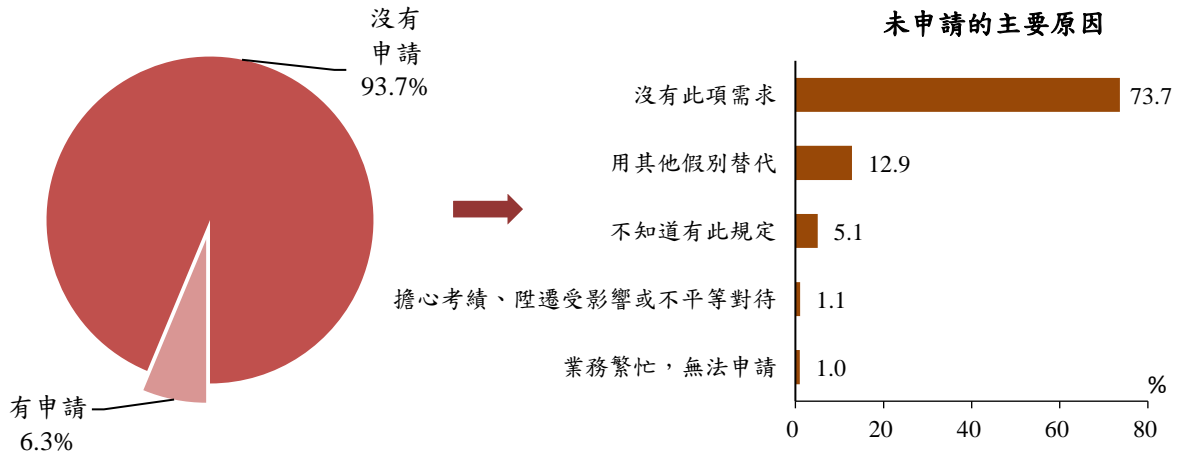 沒有
申請
93.7%
有申請
6.3%
未申請的主要原因
沒有此項需求
73.7
用其他假別替代
12.9
不知道有此規定
5.1
擔心考績、陞遷受影響或不平等對待
1.1
業務繁忙，無法申請
1.0
%
0 20 40 60 80